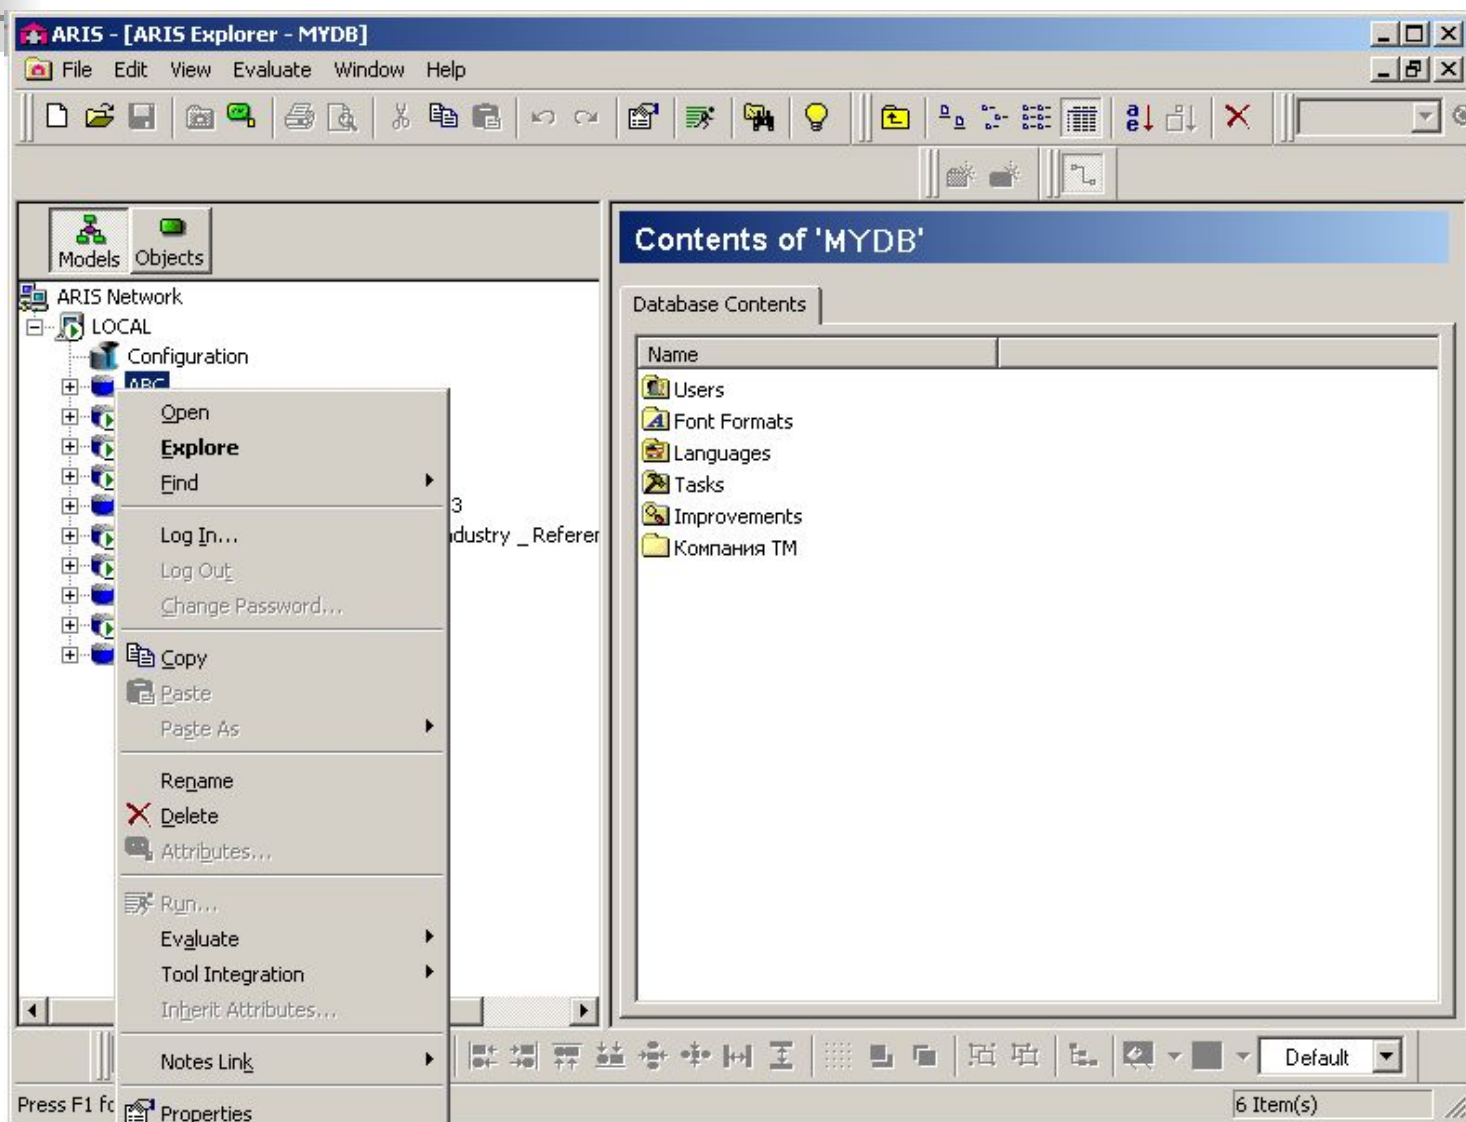 ARIS - [ARIS Explorer - MYDB]
File Edit View Evaluate Window Help
Models Objects
ARIS Network
LOCAL
Configuration
ABC
3
dustry _ Referer
Open
Explore
Find
Log In...
Log Out
Change Password...
Copy
Paste
Paste As
Rename
Delete
Attributes...
Run...
Evaluate
Tool Integration
Inherit Attributes...
Notes Link
Properties
Contents of 'MYDB'
Database Contents
Name
Users
Font Formats
Languages
Tasks
Improvements
Компания ТМ
Default
Press F1 fo
6 Item(s)